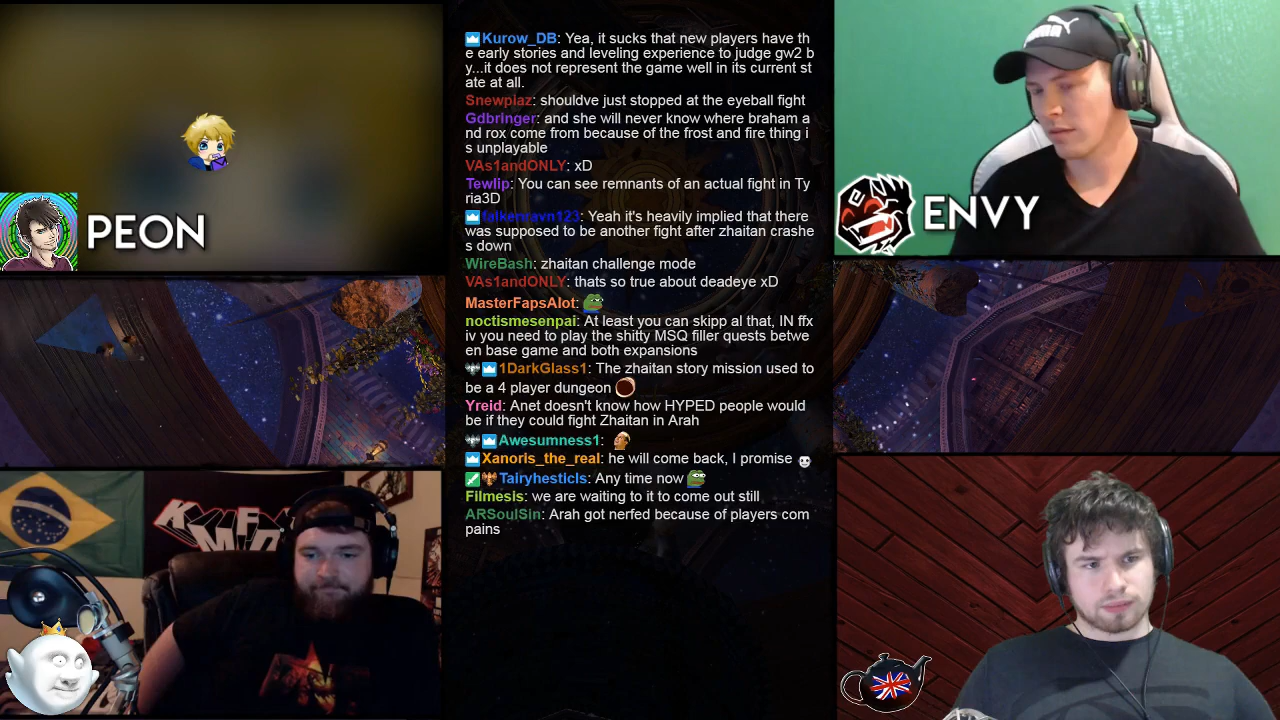 Kurow_DB: Yea, it sucks that new players have th
e early stories and leveling experience to judge gw2 b
y...it does not represent the game well in its current st
ate at all.
Snewpiaz: shouldve just stopped at the eyeball fight
Gdbringer: and she will never know where braham a
nd rox come from because of the frost and fire thing i
s unplayable
VAs1andONLY: xD
Tewlip: You can see remnants of an actual fight in Ty
ria3D
falkenravn123: Yeah it's heavily implied that there
was supposed to be another fight after zhaitan crashe
s down
WireBash: zhaitan challenge mode
VAs1andONLY: thats so true about deadeye xD
MasterFapsAlot:
noctismesenpai: At least you can skipp al that, IN ffx
iv you need to play the shitty MSQ filler quests betwe
en base game and both expansions
1DarkGlass1: The zhaitan story mission used to
be a 4 player dungeon
Yreid: Anet doesn't know how HYPED people would
be if they could fight Zhaitan in Arah
Awesumness1:
Xanoris_the_real: he will come back, I promise
Tairyhesticls: Any time now
Filmesis: we are waiting to it to come out still
ARSoulSin: Arah got nerfed because of players com
pains
PEON
ENVY
PUMA